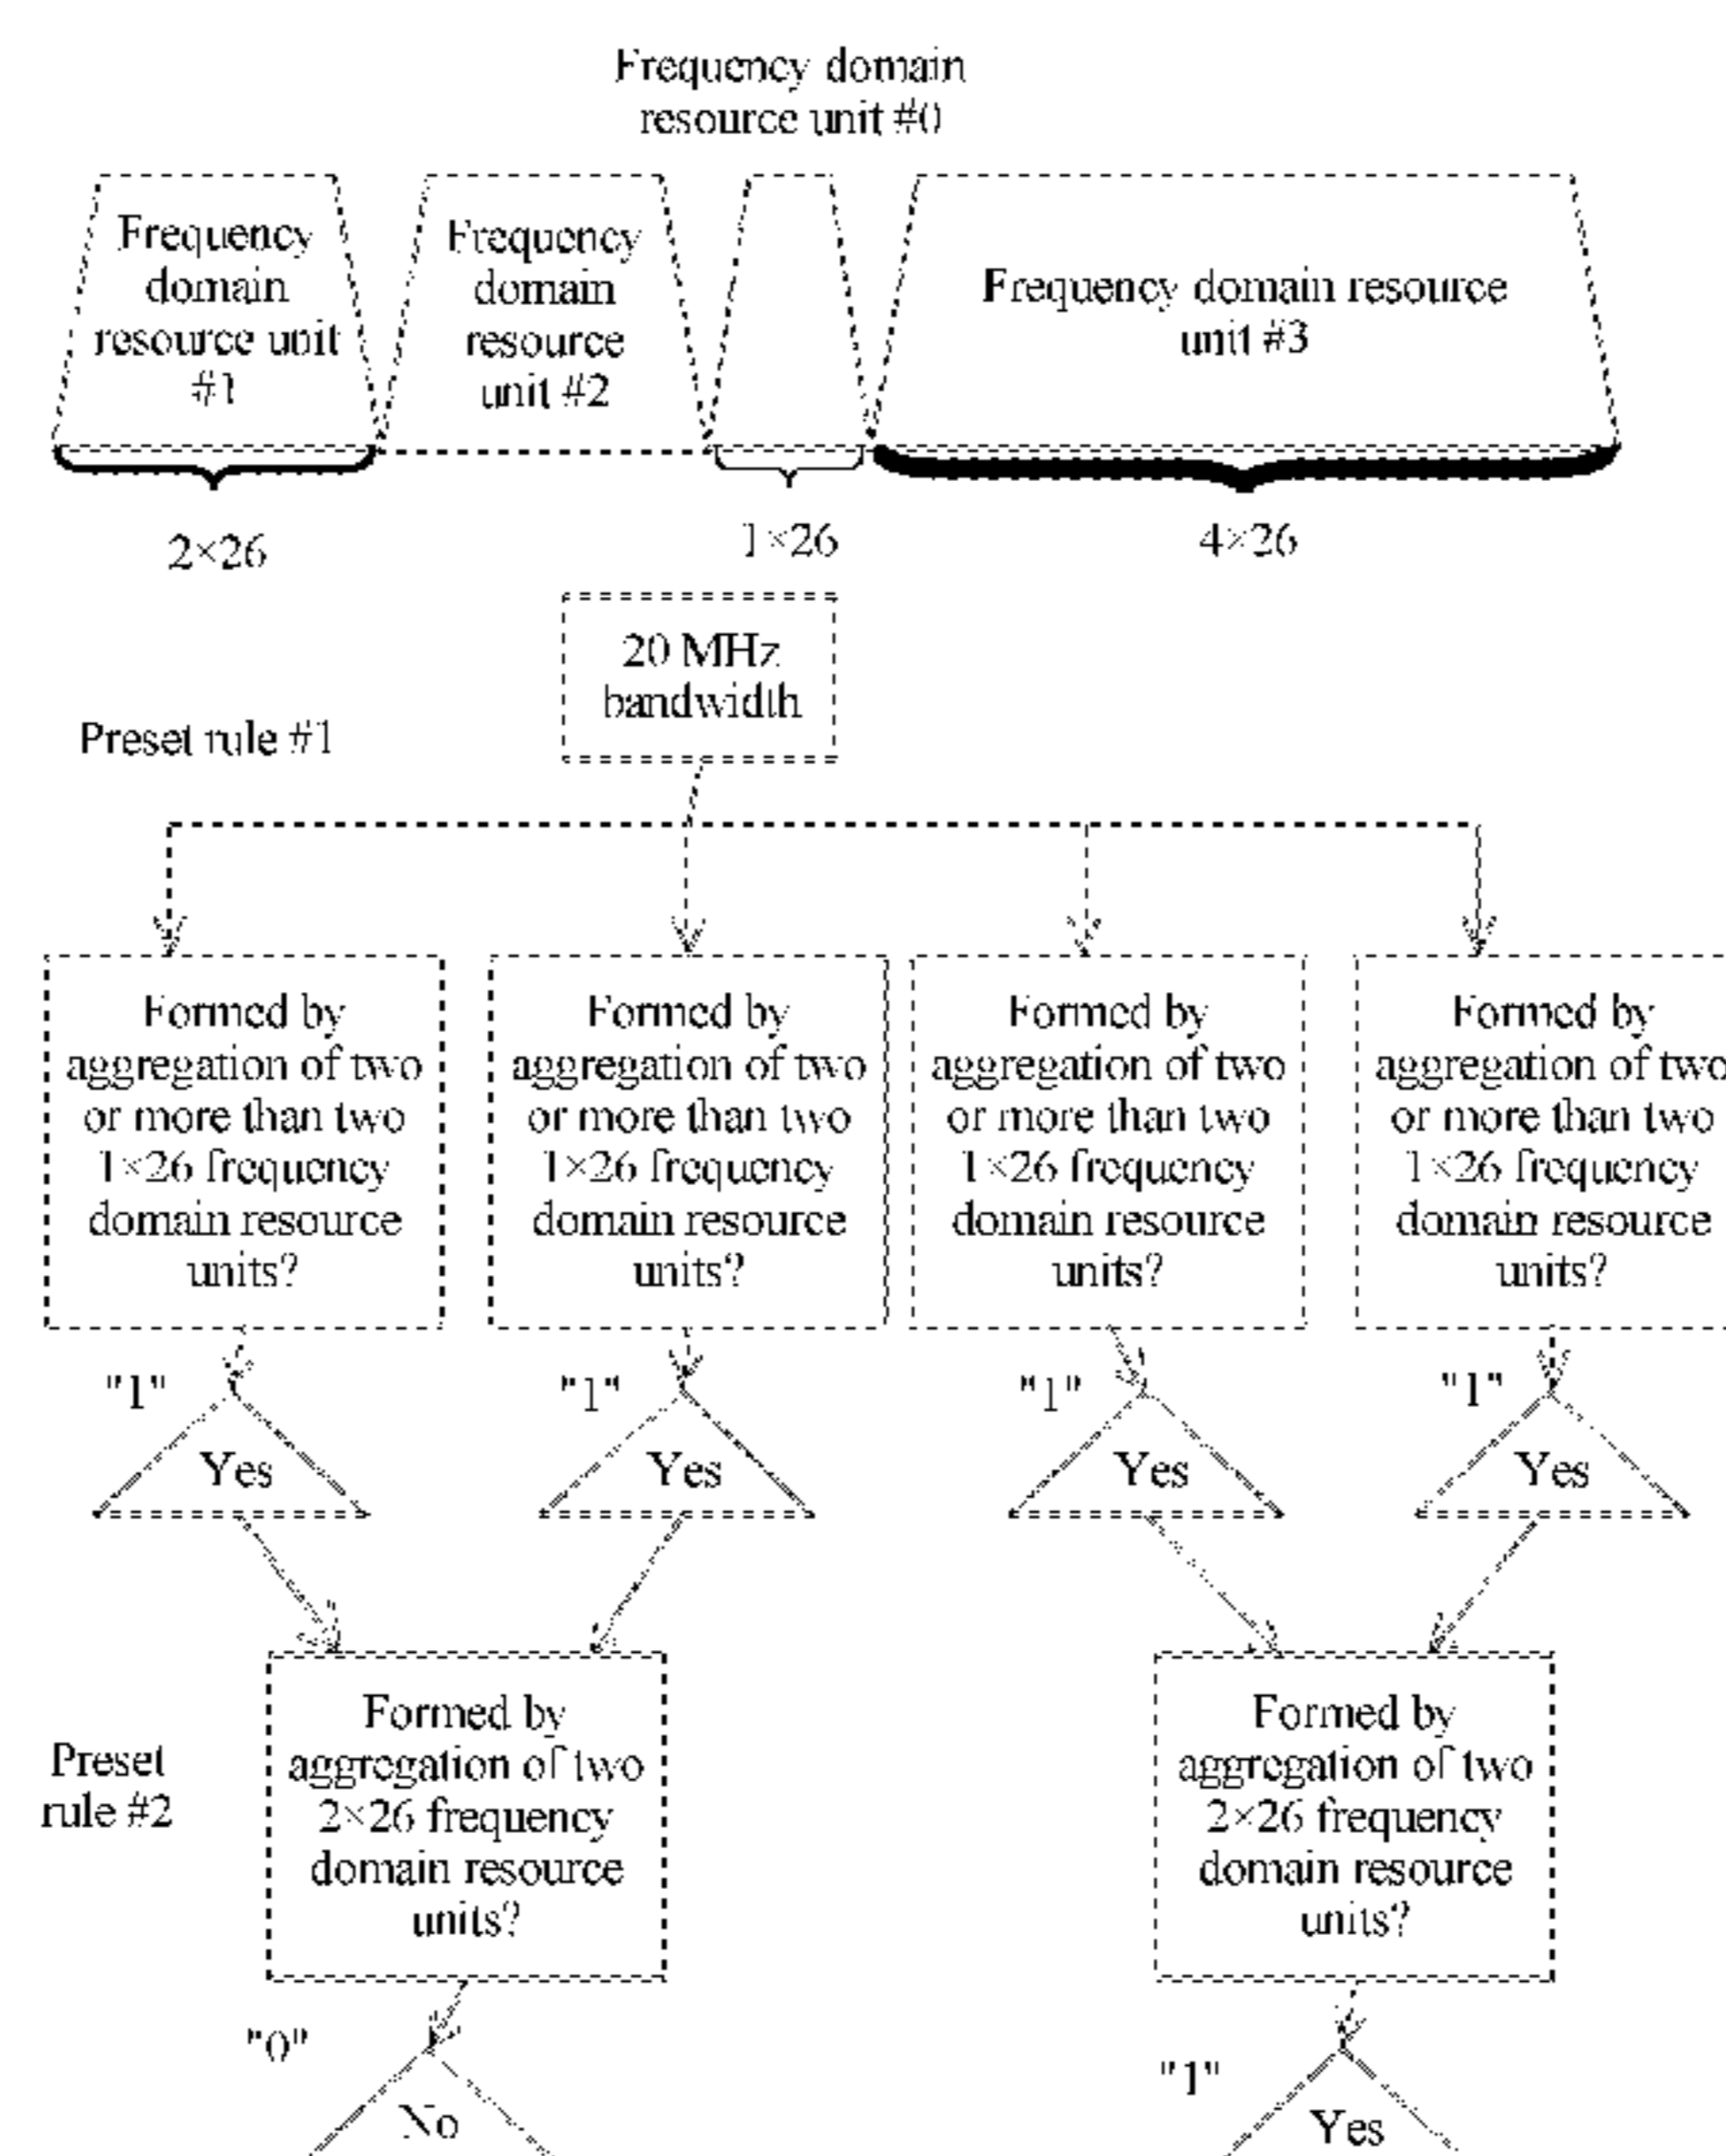 Frequency domain
resource unit #0
Frequency
domain
resource unit
#1
Frequency
domain
resource
unit #2
Frequency domain resource
unit #3
2×26
1×26
4×26
20 MHz
bandwidth
Preset rule #1
Formed by
aggregation of two
or more than two
1×26 frequency
domain resource
units?
Formed by
aggregation of two
or more than two
1×26 frequency
domain resource
units?
Formed by
aggregation of two
or more than two
1×26 frequency
domain resource
units?
Formed by
aggregation of two
or more than two
1×26 frequency
domain resource
units?
"1"
Yes
"1"
Yes
"1"
Yes
"1"
Yes
Preset
rule #2
Formed by
aggregation of two
2×26 frequency
domain resource
units?
Formed by
aggregation of two
2×26 frequency
domain resource
units?
"0"
No
"1"
Yes